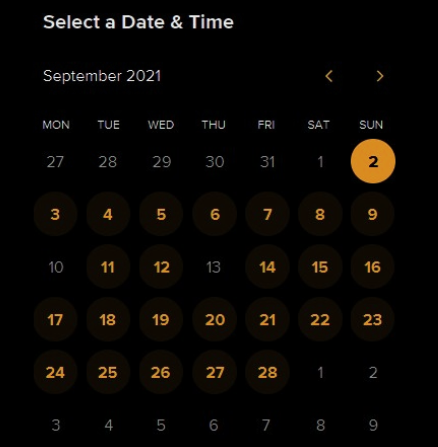 Select a Date & Time
September 2021
MON TUE WED THU FRI SAT SUN
27 28 29 30 31 1 2
3 4 5 6 7 8 9
10 11 12 13 14 15 16
17 18 19 20 21 22 23
24 25 26 27 28 1 2
3 4 5 6 7 8 9